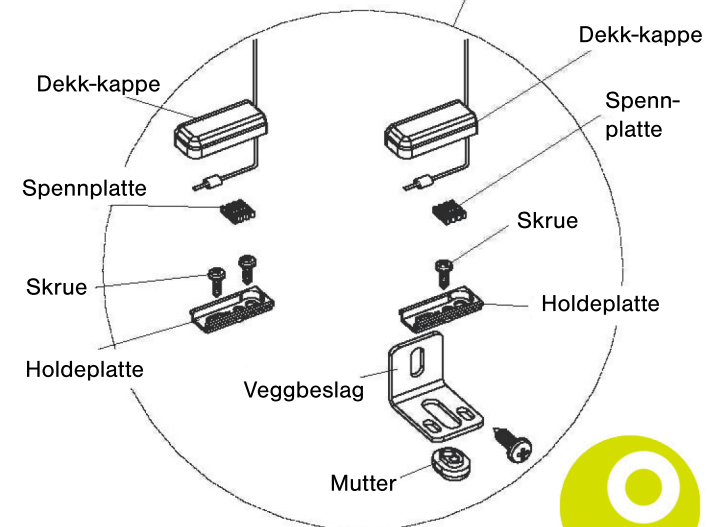 Dekk-kappe
Dekk-kappe
Spenn-
platte
Spennplatte
Skrue
Skrue
Holdeplatte
Holdeplatte
Veggbeslag
Mutter